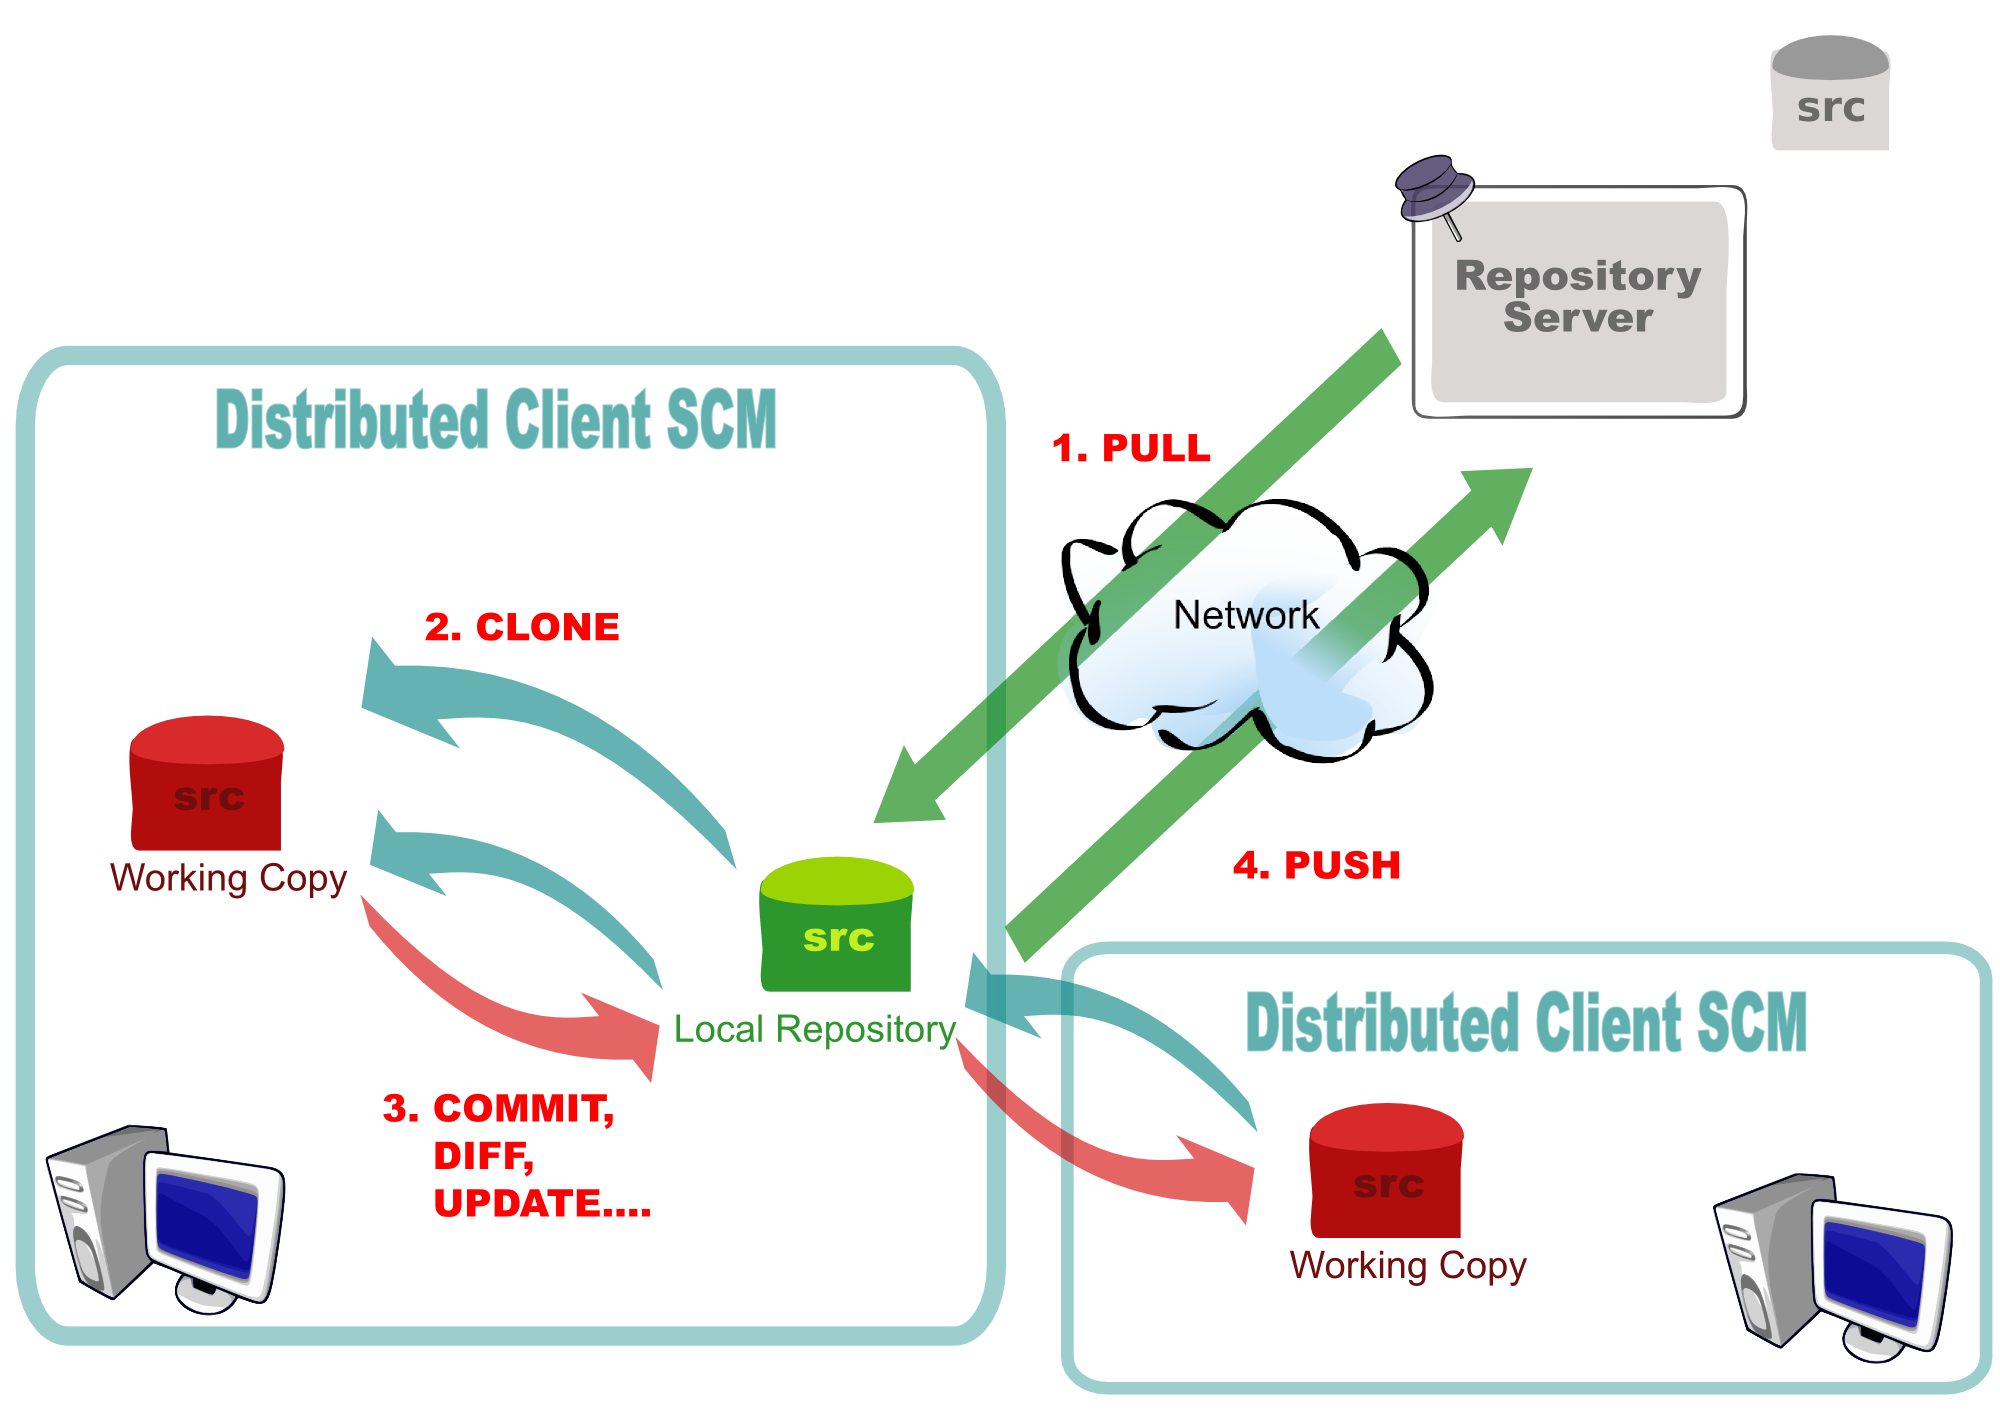 src
Repository
Server
Distributed Client SCM
1. PULL
Network
2. CLONE
src
Working Copy
4. PUSH
src
Local Repository
Distributed Client SCM
3. COMMIT,
DIFF,
UPDATE....
src
Working Copy